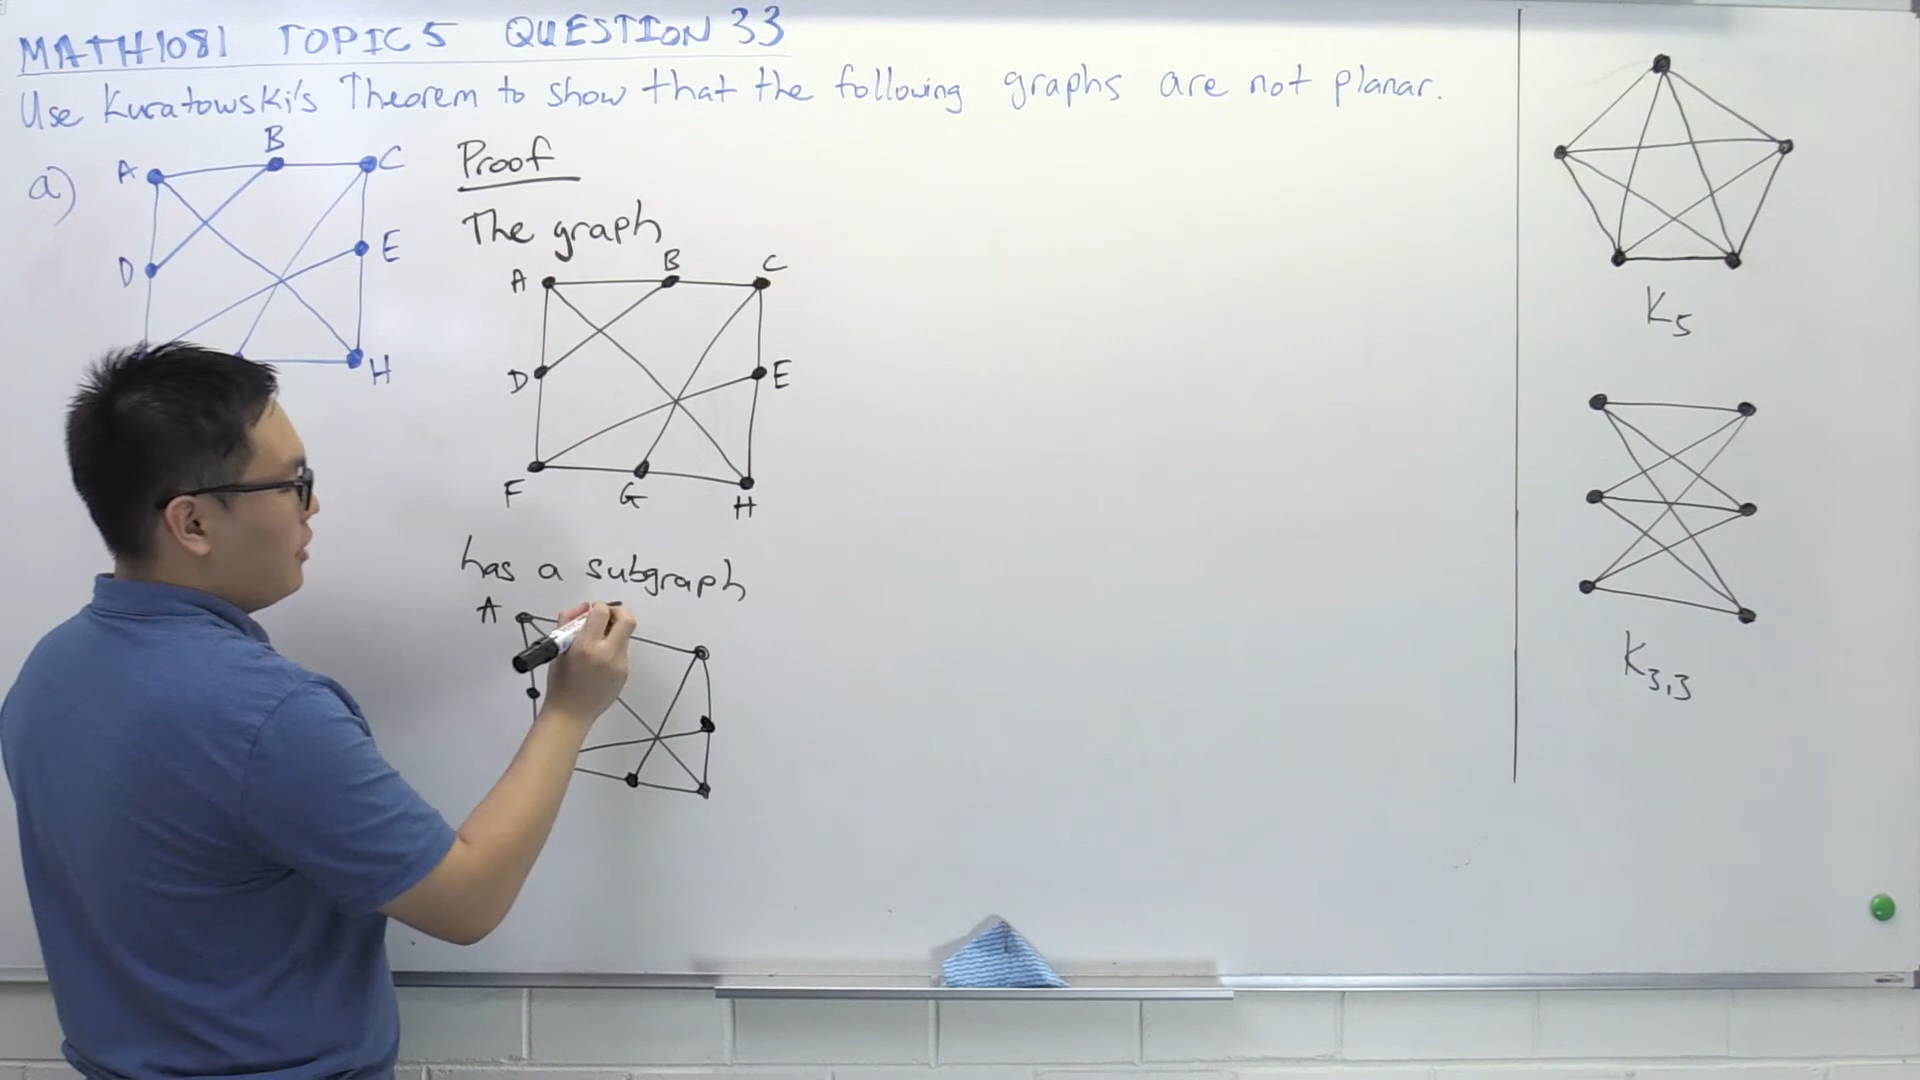 MATH1081 TOPIC 5 QUESTION 33
Use Kuratowski's Theorem to show that the following graphs are not planar.
a)
A B C
D E
H
Proof
The graph
A B C
D E
F G H
has a subgraph
A
K5
K3,3